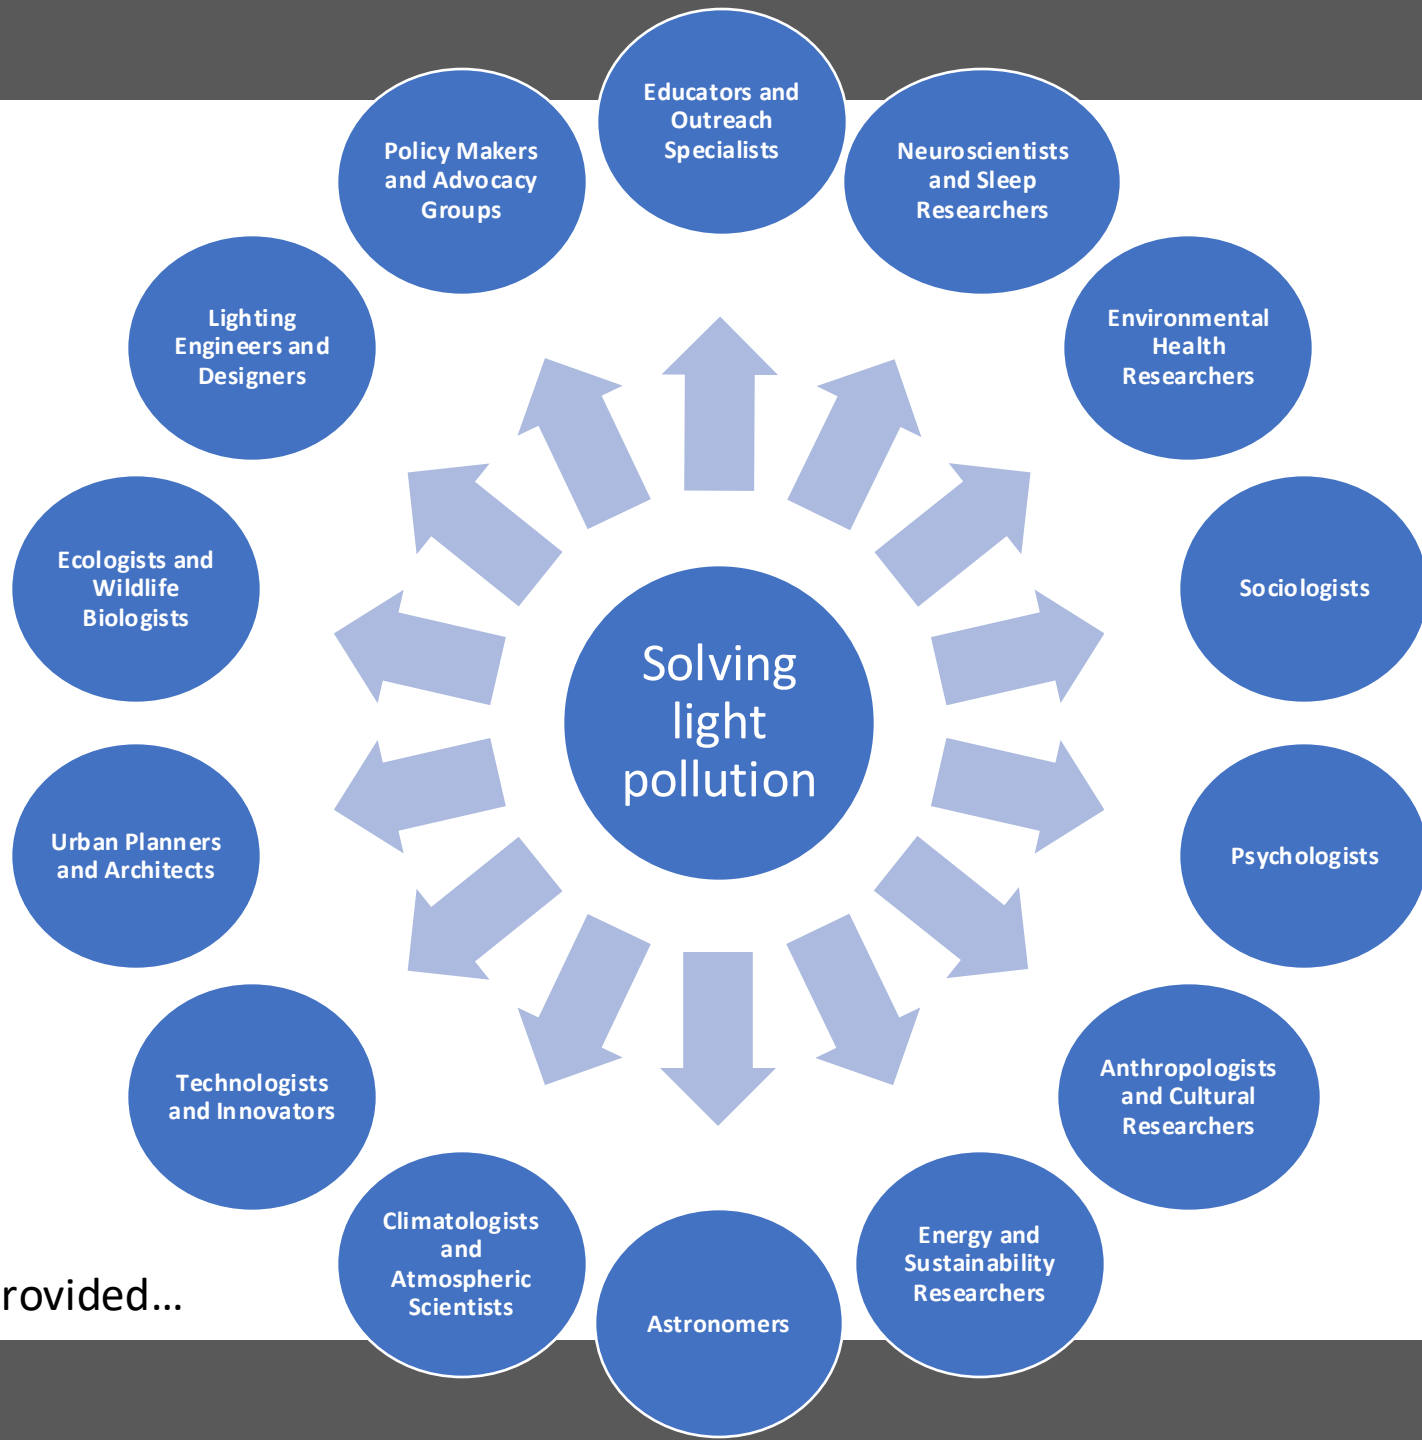 Educators and
Outreach
Specialists
Neuroscientists
and Sleep
Researchers
Environmental
Health
Researchers
Sociologists
Psychologists
Anthropologists
and Cultural
Researchers
Energy and
Sustainability
Researchers
Astronomers
Climatologists
and
Atmospheric
Scientists
Technologists
and Innovators
Urban Planners
and Architects
Ecologists and
Wildlife
Biologists
Lighting
Engineers and
Designers
Policy Makers
and Advocacy
Groups
Solving
light
pollution
rovided...